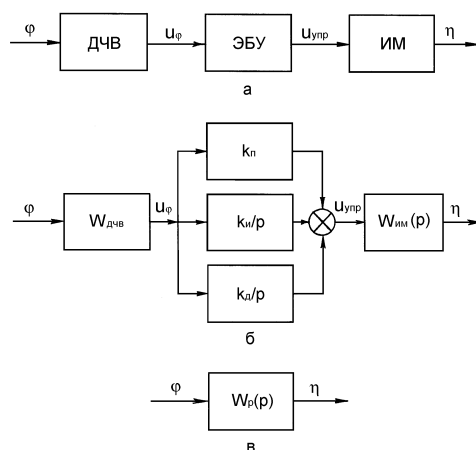 φ ДЧВ uφ ЭБУ uупр ИМ η
а
kп
φ Wдчв uφ kи/p uупр Wим(p) η
kд/p
б
φ Wр(p) η
в